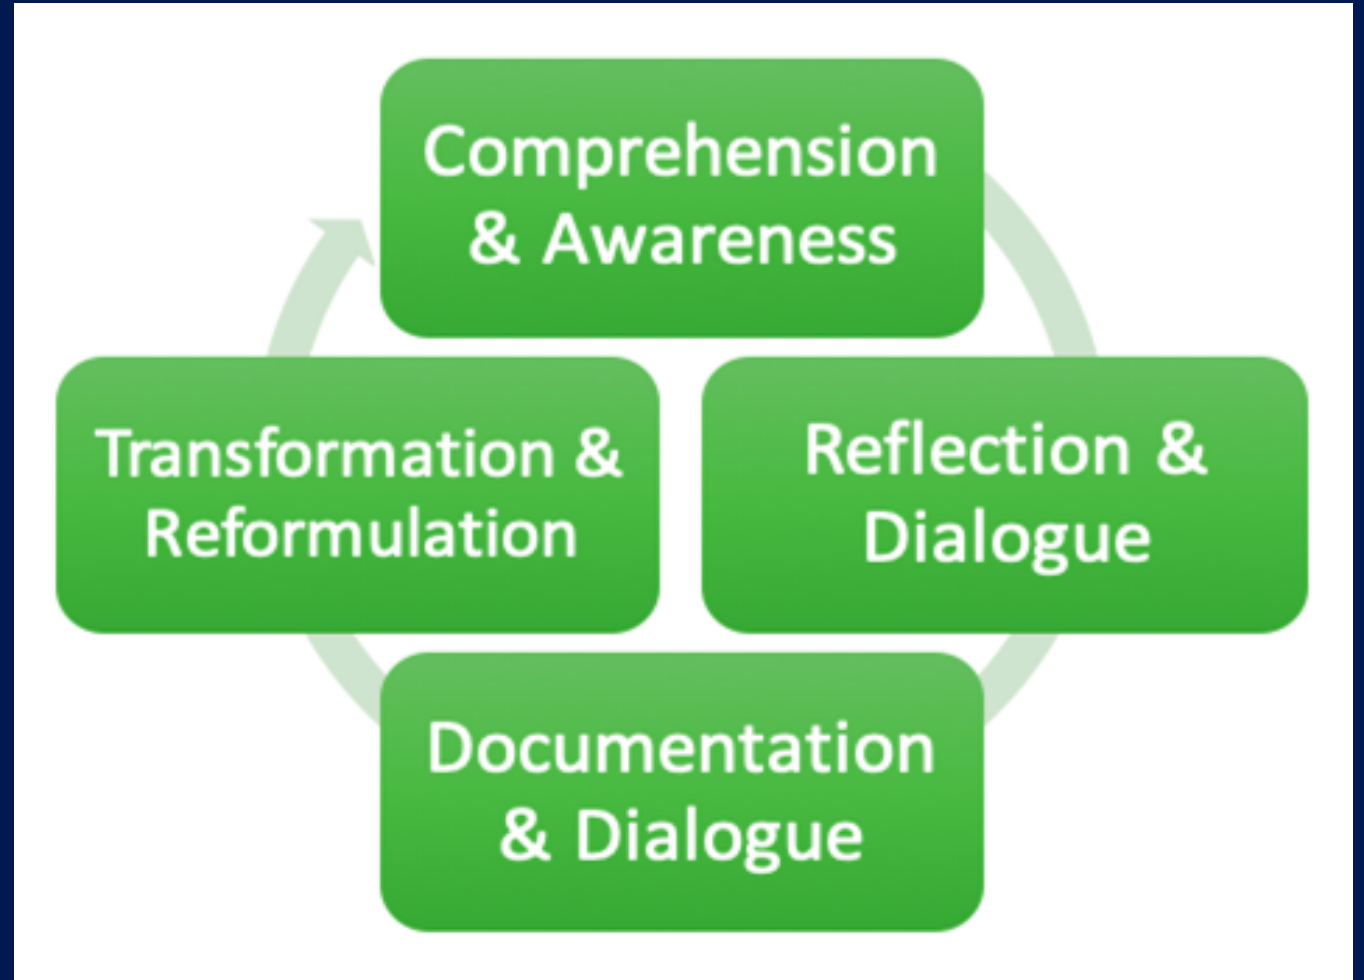 Comprehension
& Awareness
Reflection &
Dialogue
Documentation
& Dialogue
Transformation &
Reformulation